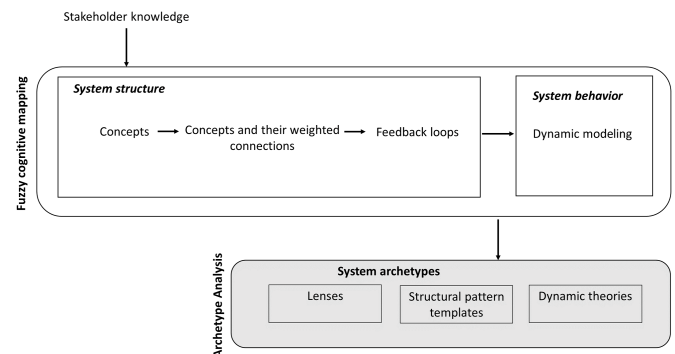 Stakeholder knowledge
Fuzzy cognitive mapping
System structure
Concepts
Concepts and their weighted
connections
Feedback loops
System behavior
Dynamic modeling
Archetype Analysis
System archetypes
Lenses
Structural pattern
templates
Dynamic theories